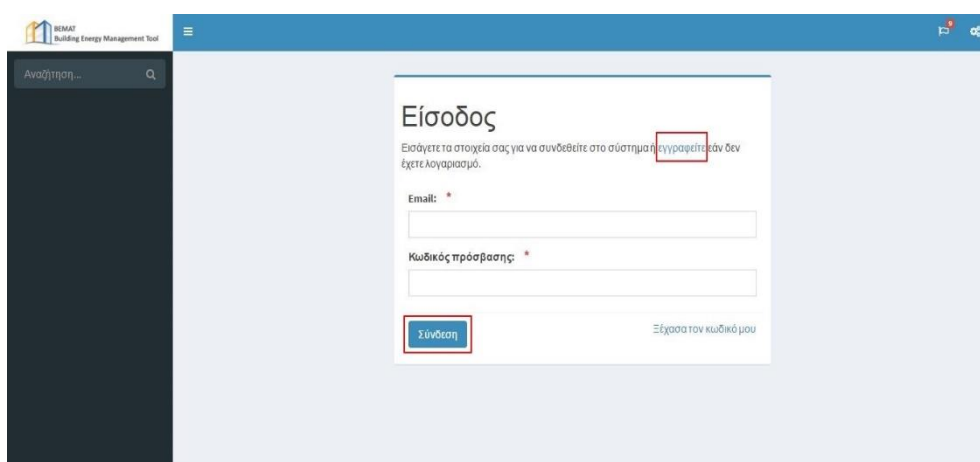 BEMAT
Building Energy Management Tool
Αναζήτηση...
Είσοδος
Εισάγετε τα στοιχεία σας για να συνδεθείτε στο σύστημα ή εγγραφείτε εάν δεν
έχετε λογαριασμό.
Email: *
Κωδικός πρόσβασης: *
Σύνδεση
Ξέχασα τον κωδικό μου